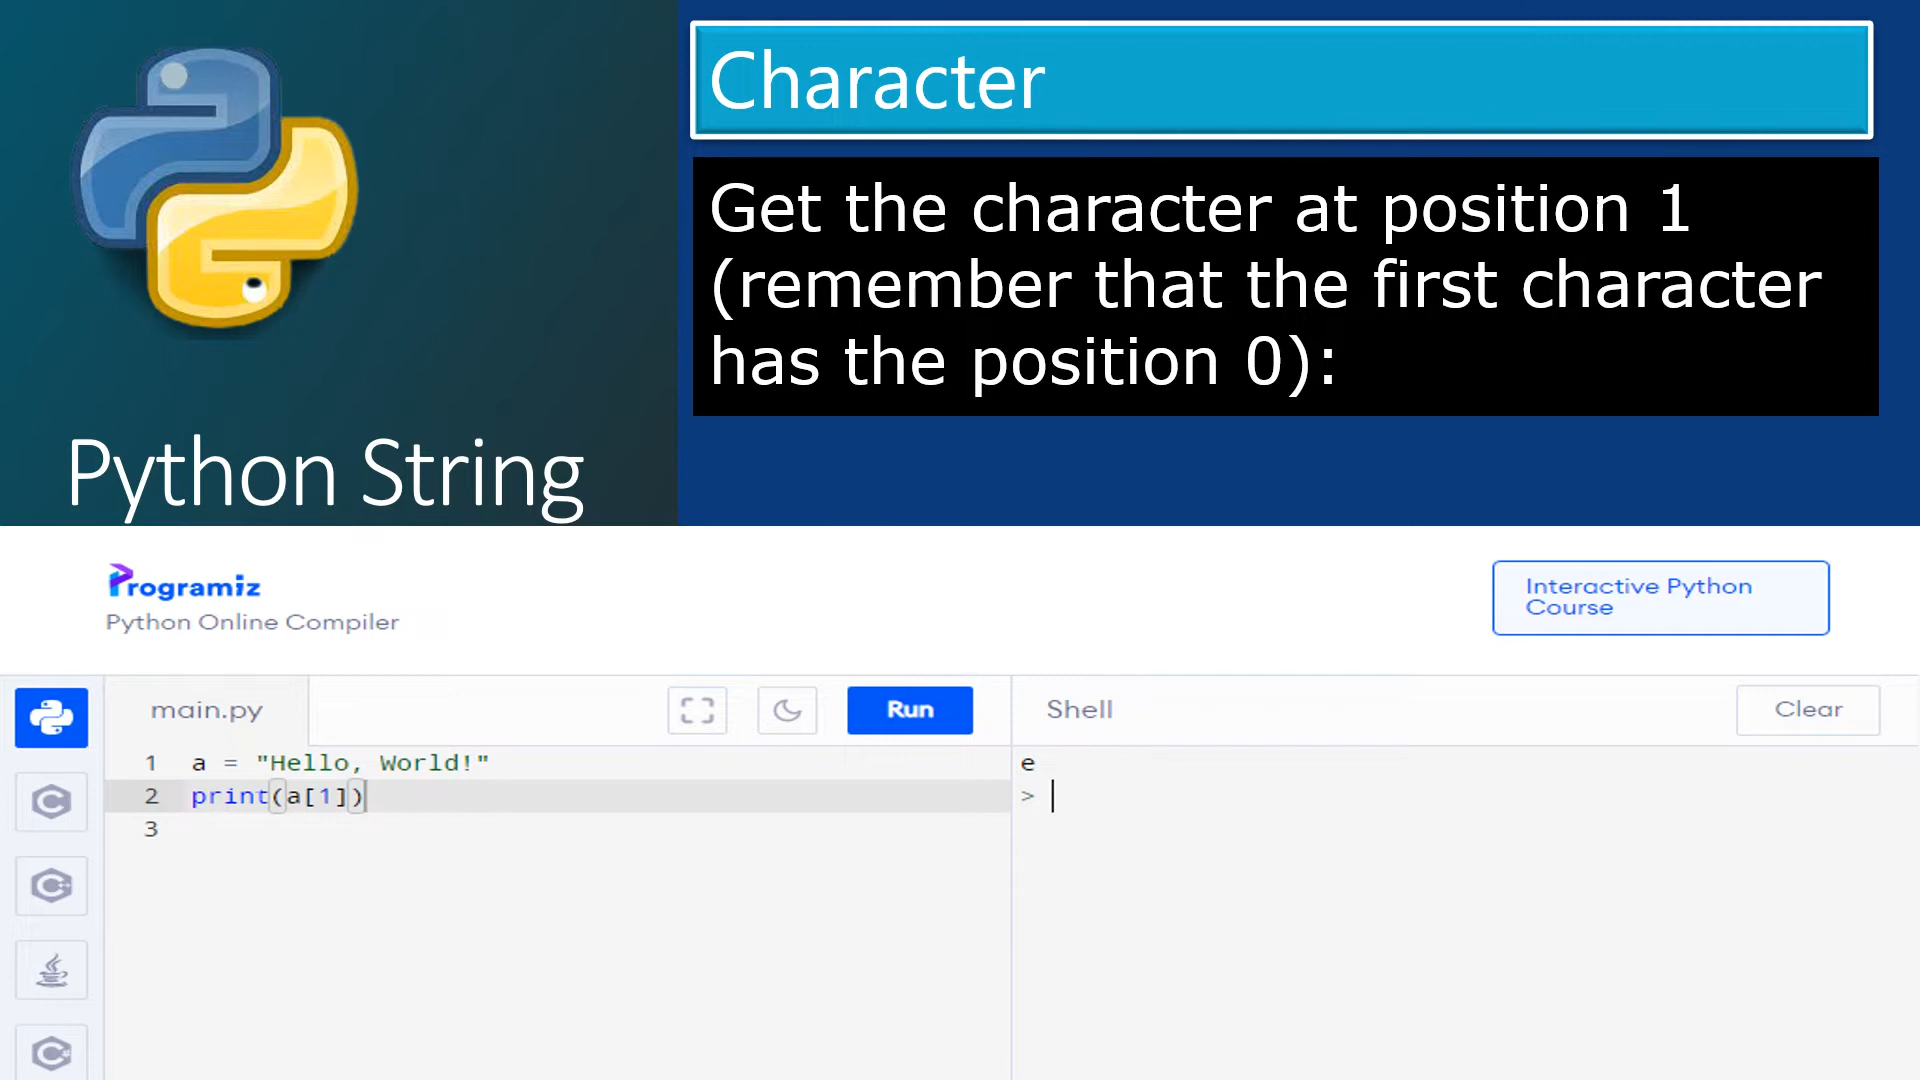 Character
Get the character at position 1
(remember that the first character
has the position 0):
Python String
Programiz
Python Online Compiler
Interactive Python
Course
main.py
Run
Shell
Clear
1 a = "Hello, World!"
2 print(a[1])
3
e
>